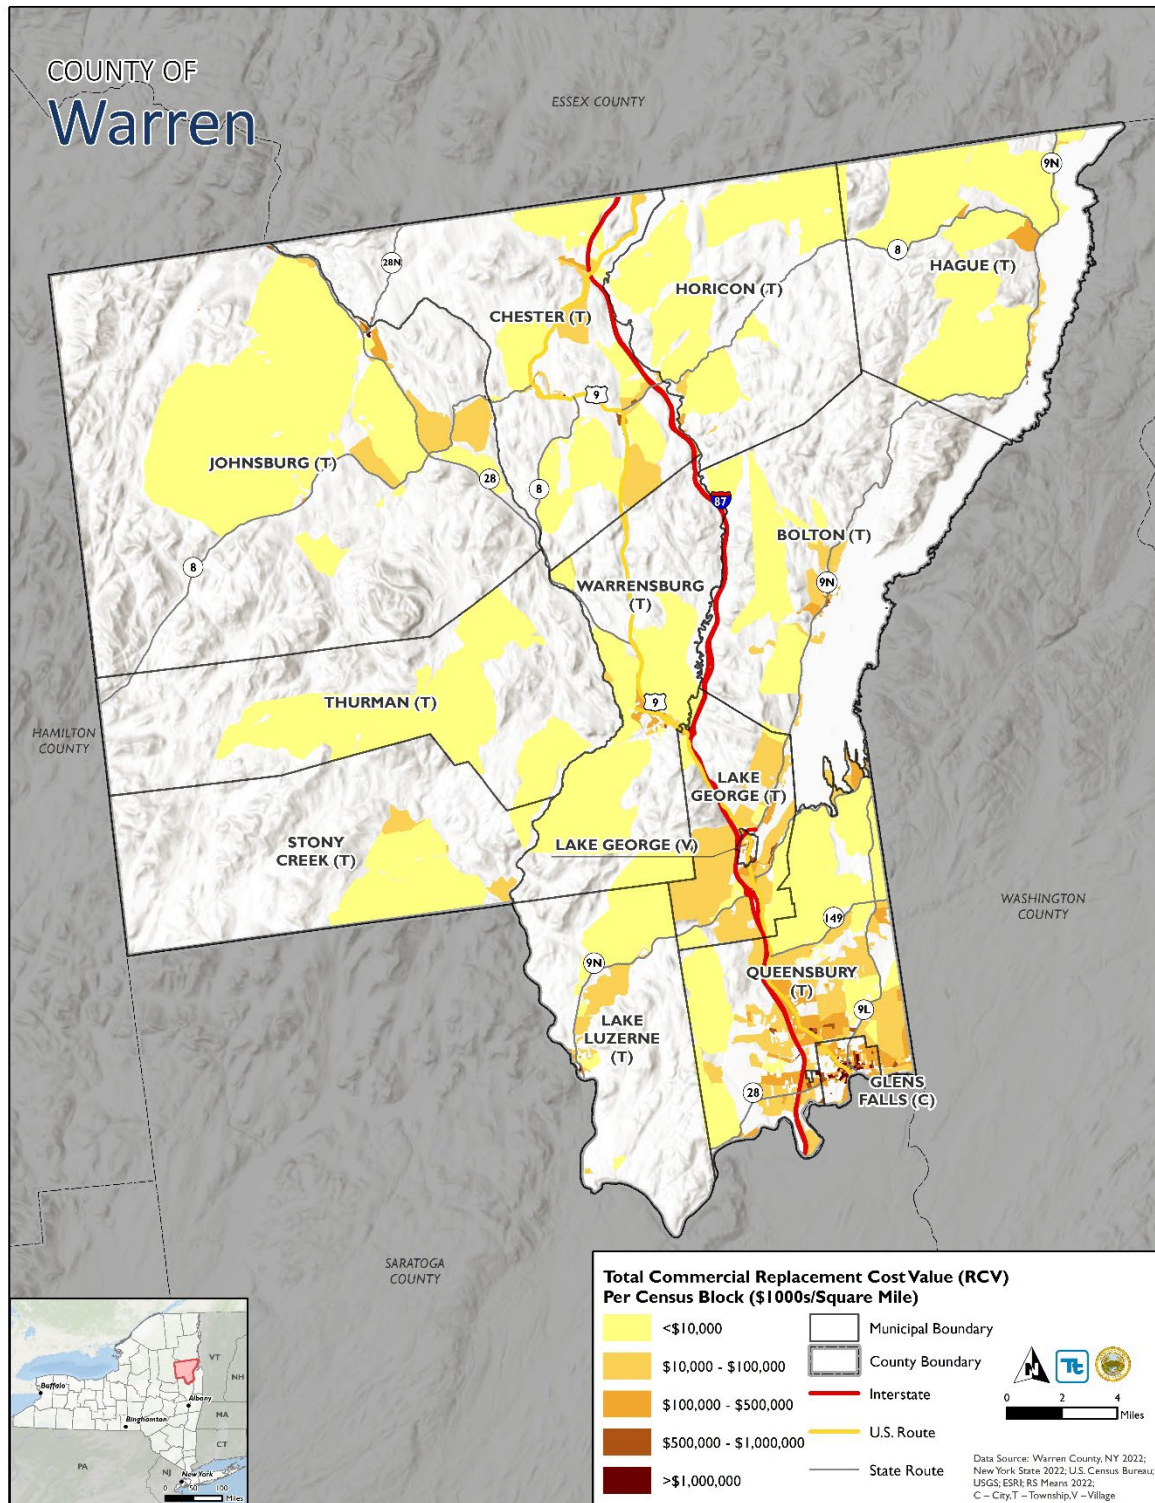 COUNTY OF
Warren
ESSEX COUNTY
9N
28N
8
HAGUE (T)
HORICON (T)
CHESTER (T)
9
JOHNSBURG (T)
28
8
87
BOLTON (T)
8
WARRENSBURG
(T)
9N
THURMAN (T)
9
HAMILTON
COUNTY
LAKE
GEORGE (T)
STONY
CREEK (T)
LAKE GEORGE (V)
WASHINGTON
COUNTY
149
9N
QUEENSBURY
(T)
9L
LAKE
LUZERNE
(T)
GLENS
FALLS (C)
28
SARATOGA
COUNTY
Total Commercial Replacement Cost Value (RCV)
Per Census Block ($1000s/Square Mile)
<$10,000
$10,000 - $100,000
$100,000 - $500,000
$500,000 - $1,000,000
>$1,000,000
Municipal Boundary
County Boundary
Interstate
U.S. Route
State Route
N
Tt
0 2 4
Miles
Data Source: Warren County, NY 2022;
New York State 2022; U.S. Census Bureau;
USGS; ESRI; RS Means 2022;
C – City, T – Township, V – Village
VT
NH
Buffalo
Albany
Binghamton
MA
CT
PA
NJ
New York
0 50 100
Miles